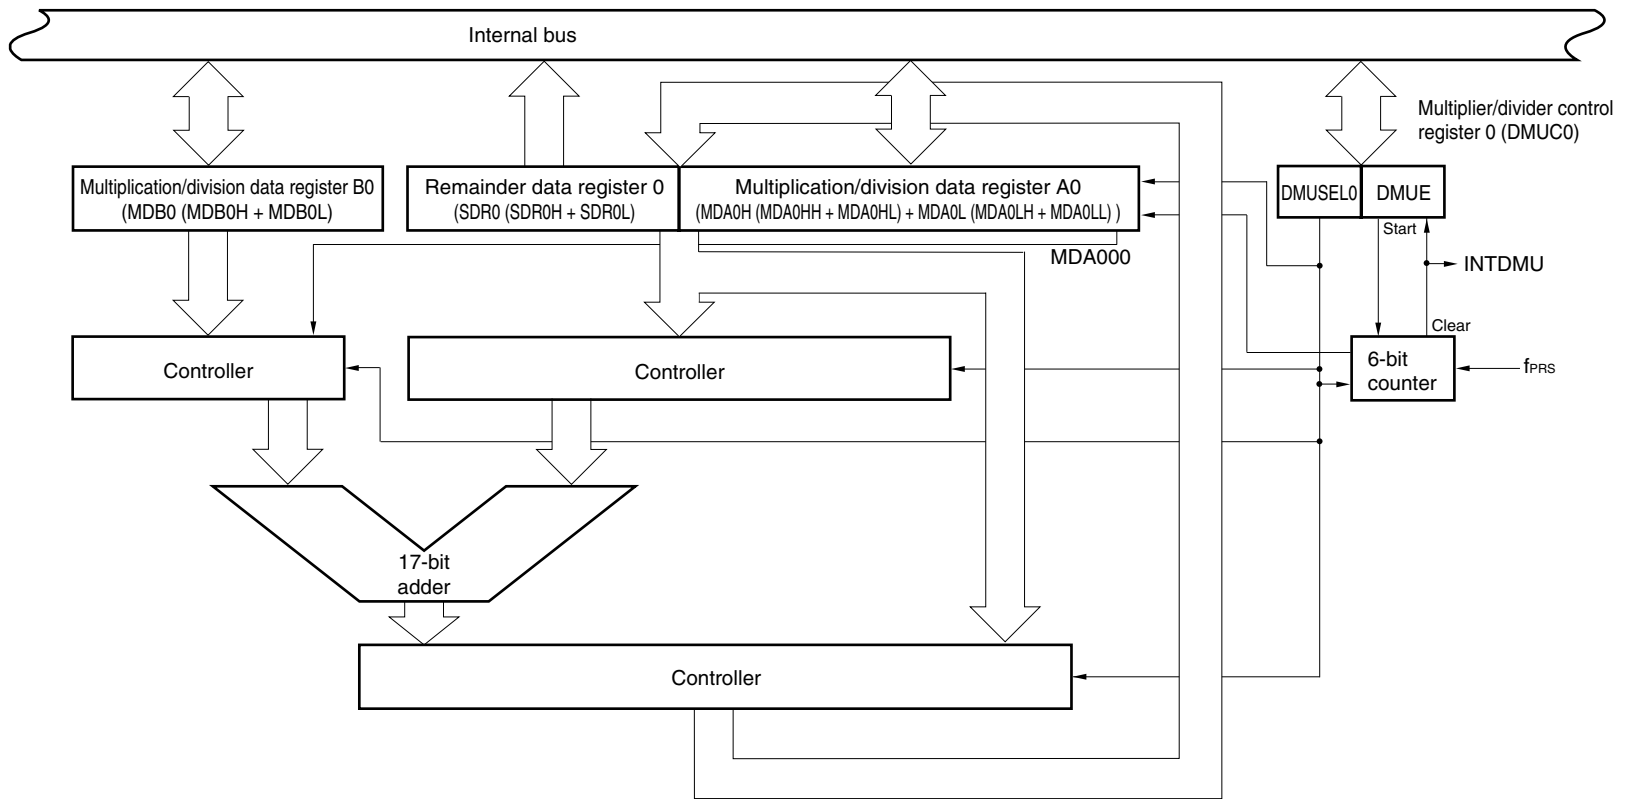 Internal bus
Multiplier/divider control
register 0 (DMUC0)
Multiplication/division data register B0
(MDB0 (MDB0H + MDB0L)
Remainder data register 0
(SDR0 (SDR0H + SDR0L)
Multiplication/division data register A0
(MDA0H (MDA0HH + MDA0HL) + MDA0L (MDA0LH + MDA0LL) )
DMUSEL0
DMUE
Start
MDA000
INTDMU
Clear
Controller
Controller
6-bit
counter
fPRS
17-bit
adder
Controller